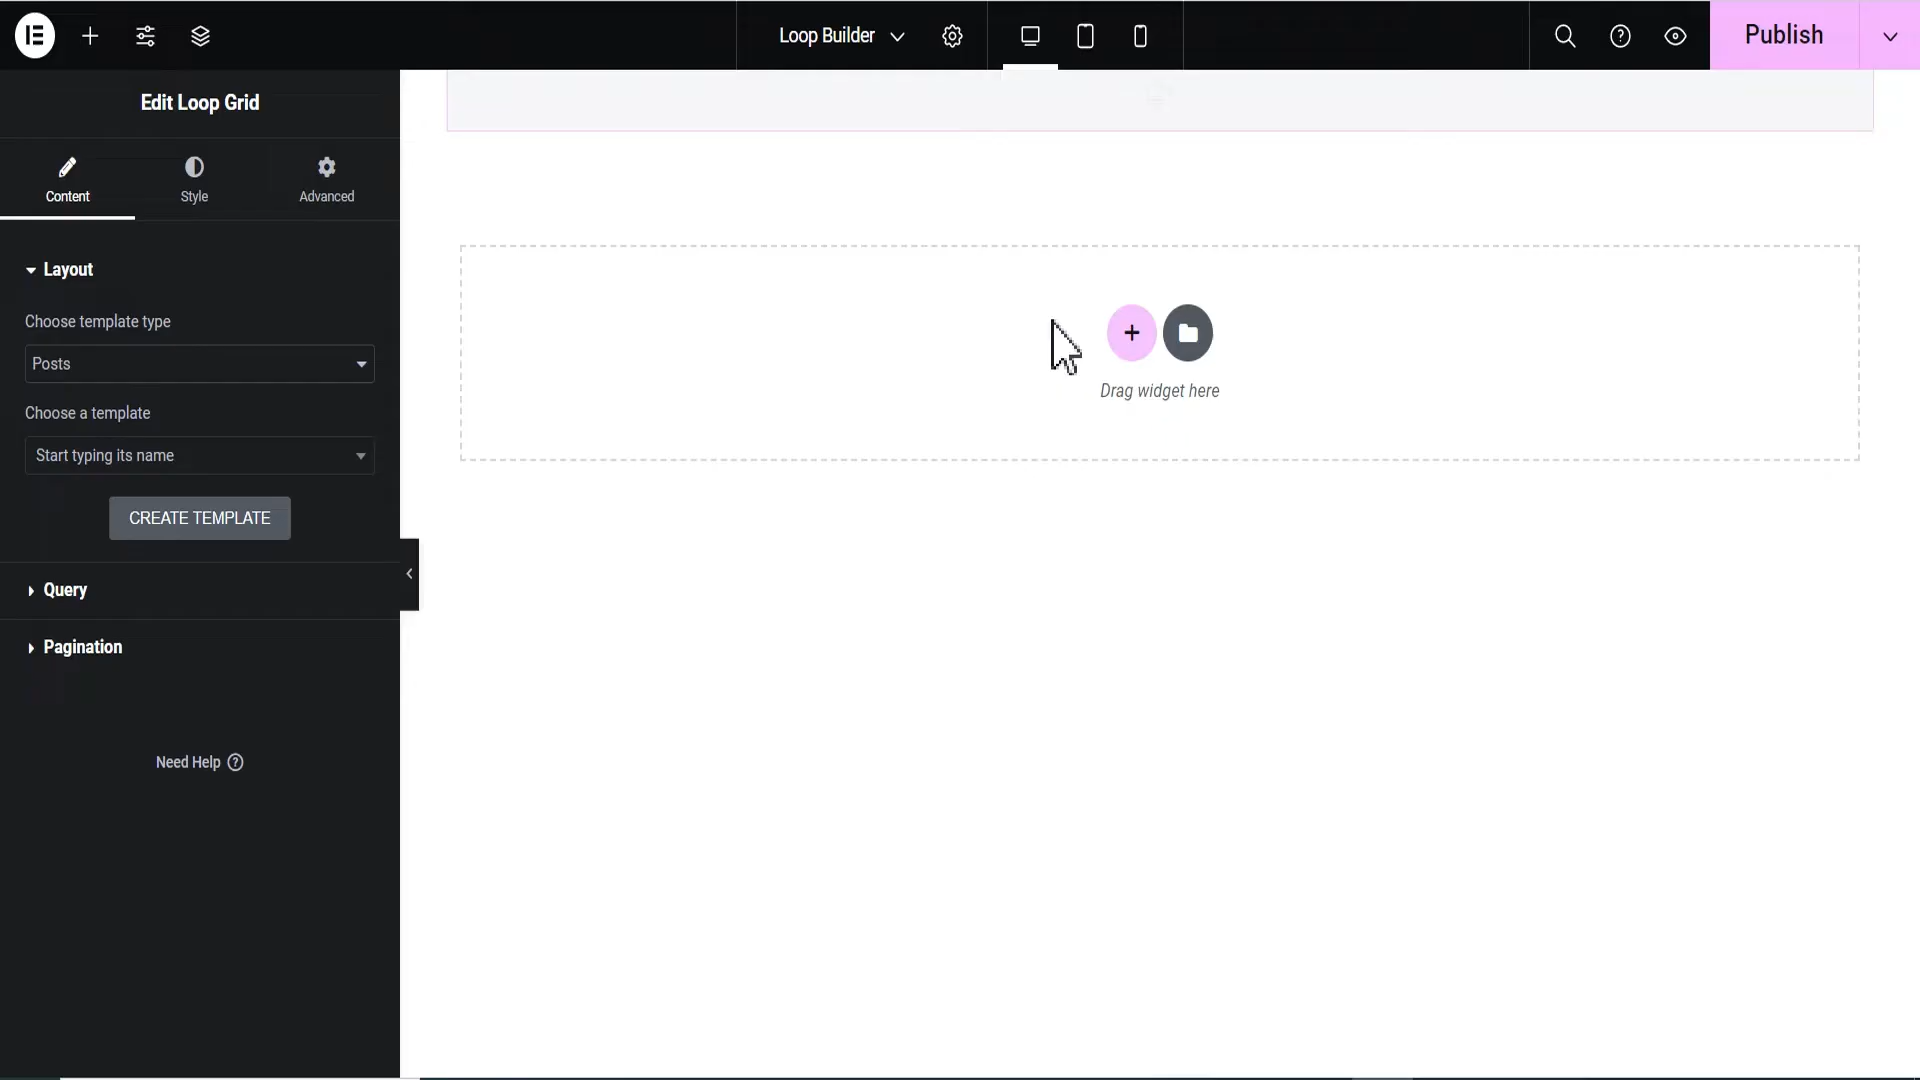 Loop Builder
Publish
Edit Loop Grid
Content
Style
Advanced
Layout
Choose template type
Posts
Choose a template
Start typing its name
CREATE TEMPLATE
Query
Pagination
Need Help
Drag widget here